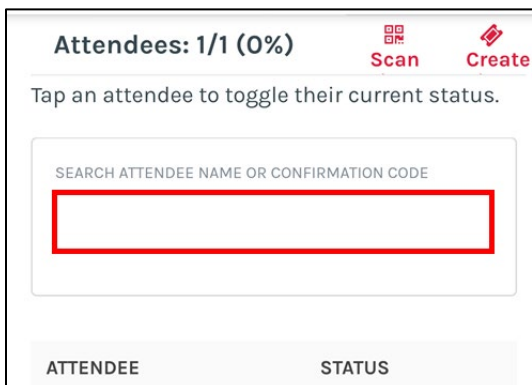 Attendees: 1/1 (0%)
Scan Create
Tap an attendee to toggle their current status.
SEARCH ATTENDEE NAME OR CONFIRMATION CODE
ATTENDEE STATUS